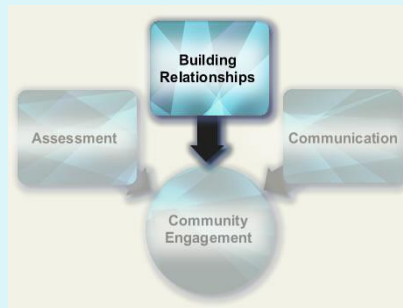 Building
Relationships
Assessment
Communication
Community
Engagement